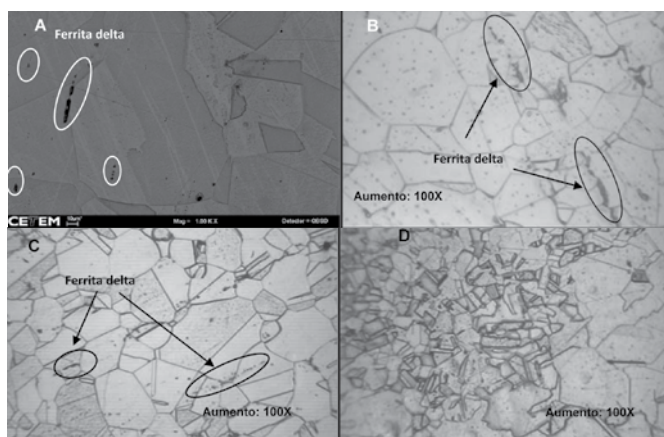 A
Ferrita delta
CETEM
Mag = 1.00 K X
B
Ferrita delta
Aumento: 100X
C
Ferrita delta
Aumento: 100X
D
Aumento: 100X